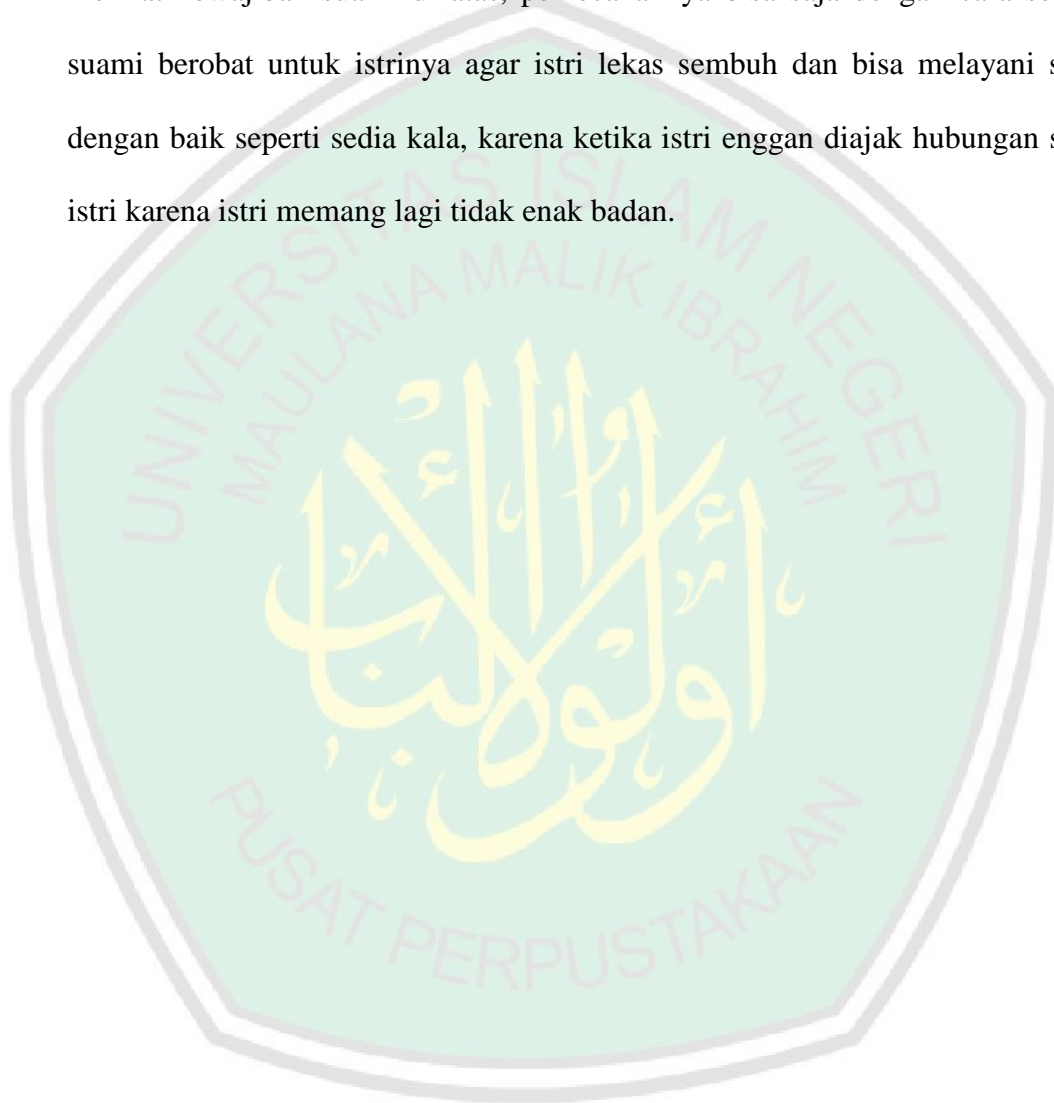 suami berobat untuk istrinya agar istri lekas sembuh dan bisa melayani
dengan baik seperti sedia kala, karena ketika istri enggan diajak hubungan
istri karena istri memang lagi tidak enak badan.
UNIVERSITAS ISLAM NEGERI
MAULANA MALIK IBRAHIM
أولوا الألباب
PUSAT PERPUSTAKAAN